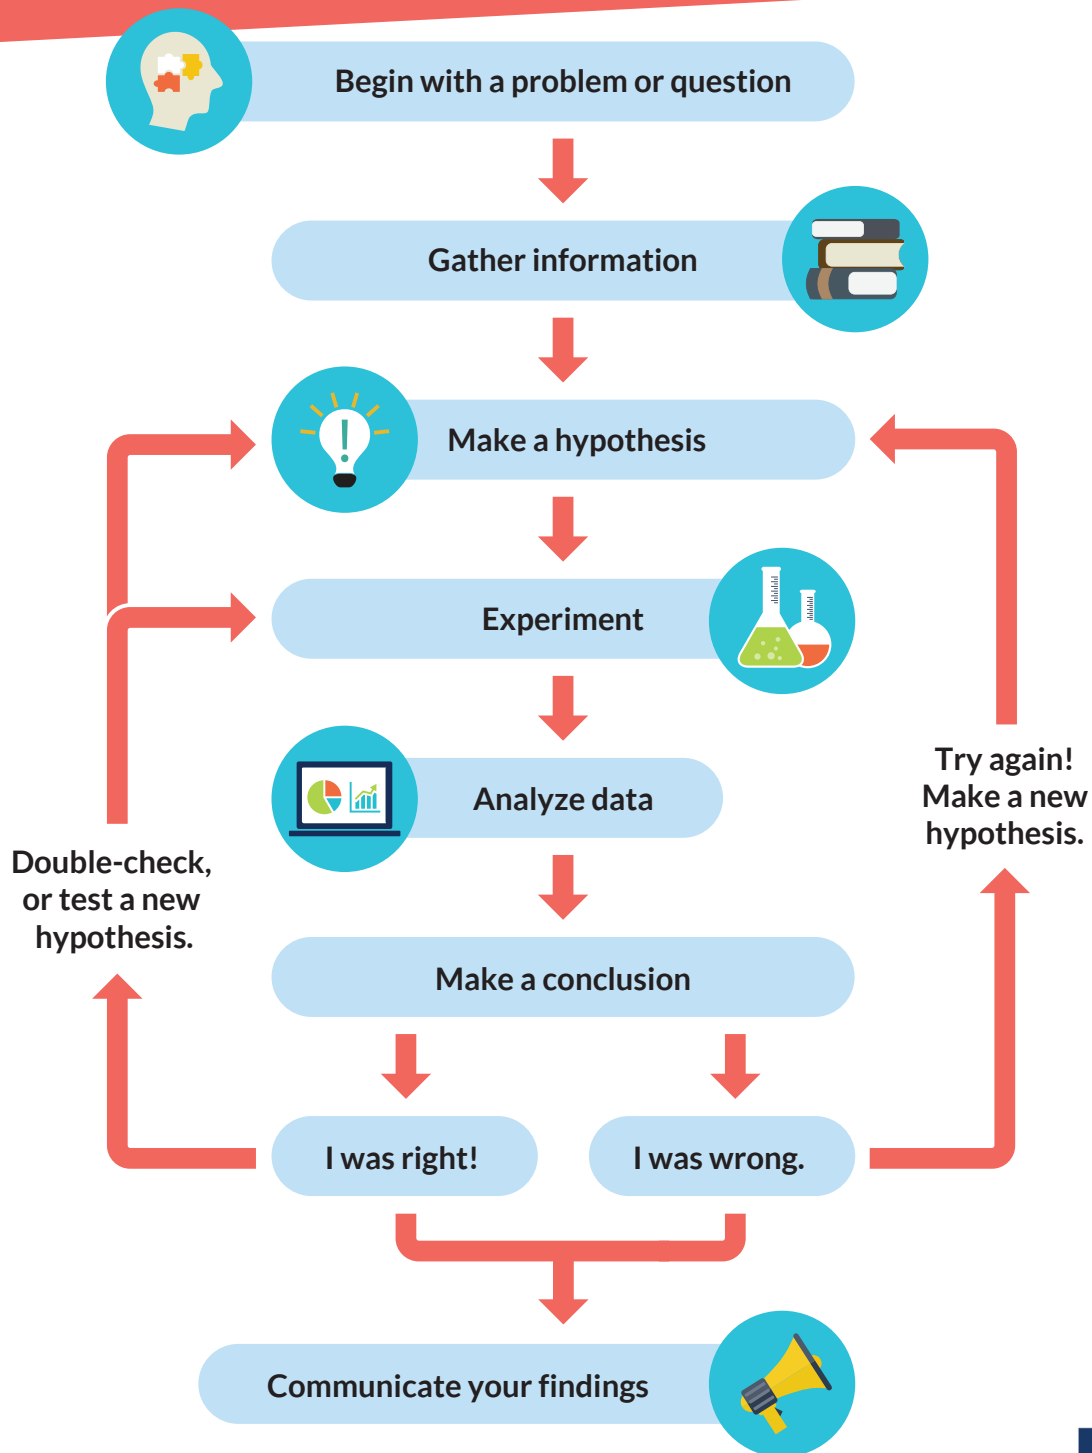 Begin with a problem or question
Gather information
Make a hypothesis
Experiment
Analyze data
Try again!
Make a new
hypothesis.
Double-check,
or test a new
hypothesis.
Make a conclusion
I was right!
I was wrong.
Communicate your findings